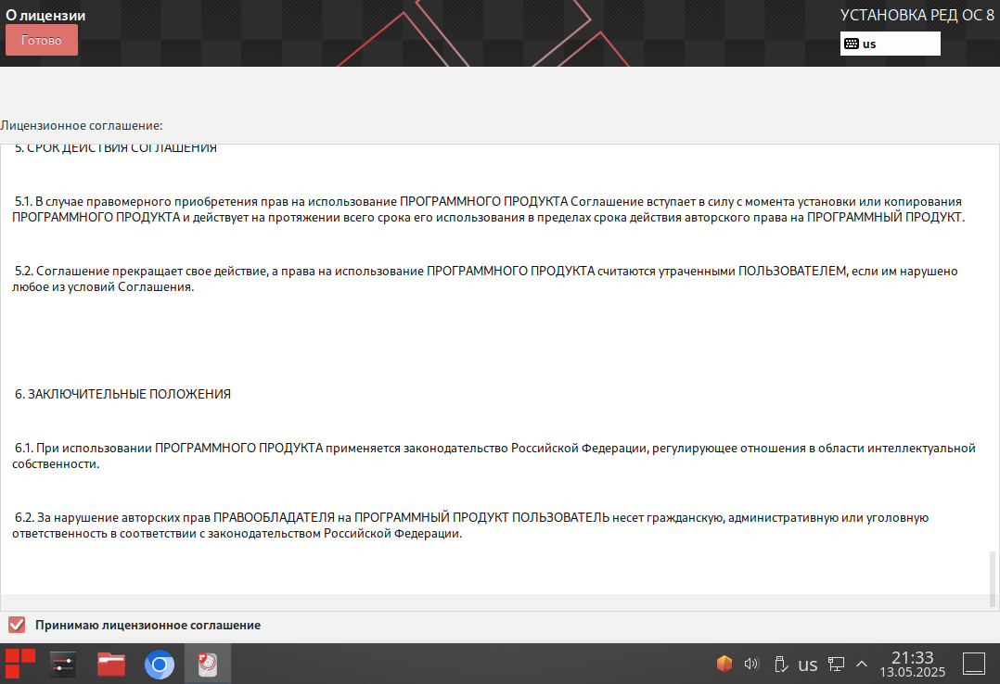 О лицензии
УСТАНОВКА РЕД ОС 8
Готово
us
Лицензионное соглашение:
5. СРОК ДЕЙСТВИЯ СОГЛАШЕНИЯ
5.1. В случае правомерного приобретения прав на использование ПРОГРАММНОГО ПРОДУКТА Соглашение вступает в силу с момента установки или копирования
ПРОГРАММНОГО ПРОДУКТА и действует на протяжении всего срока его использования в пределах срока действия авторского права на ПРОГРАММНЫЙ ПРОДУКТ.
5.2. Соглашение прекращает свое действие, а права на использование ПРОГРАММНОГО ПРОДУКТА считаются утраченными ПОЛЬЗОВАТЕЛЕМ, если им нарушено
любое из условий Соглашения.
6. ЗАКЛЮЧИТЕЛЬНЫЕ ПОЛОЖЕНИЯ
6.1. При использовании ПРОГРАММНОГО ПРОДУКТА применяется законодательство Российской Федерации, регулирующее отношения в области интеллектуальной
собственности.
6.2. За нарушение авторских прав ПРАВООБЛАДАТЕЛЯ на ПРОГРАММНЫЙ ПРОДУКТ ПОЛЬЗОВАТЕЛЬ несет гражданскую, административную или уголовную
ответственность в соответствии с законодательством Российской Федерации.
Принимаю лицензионное соглашение
us
21:33
13.05.2025